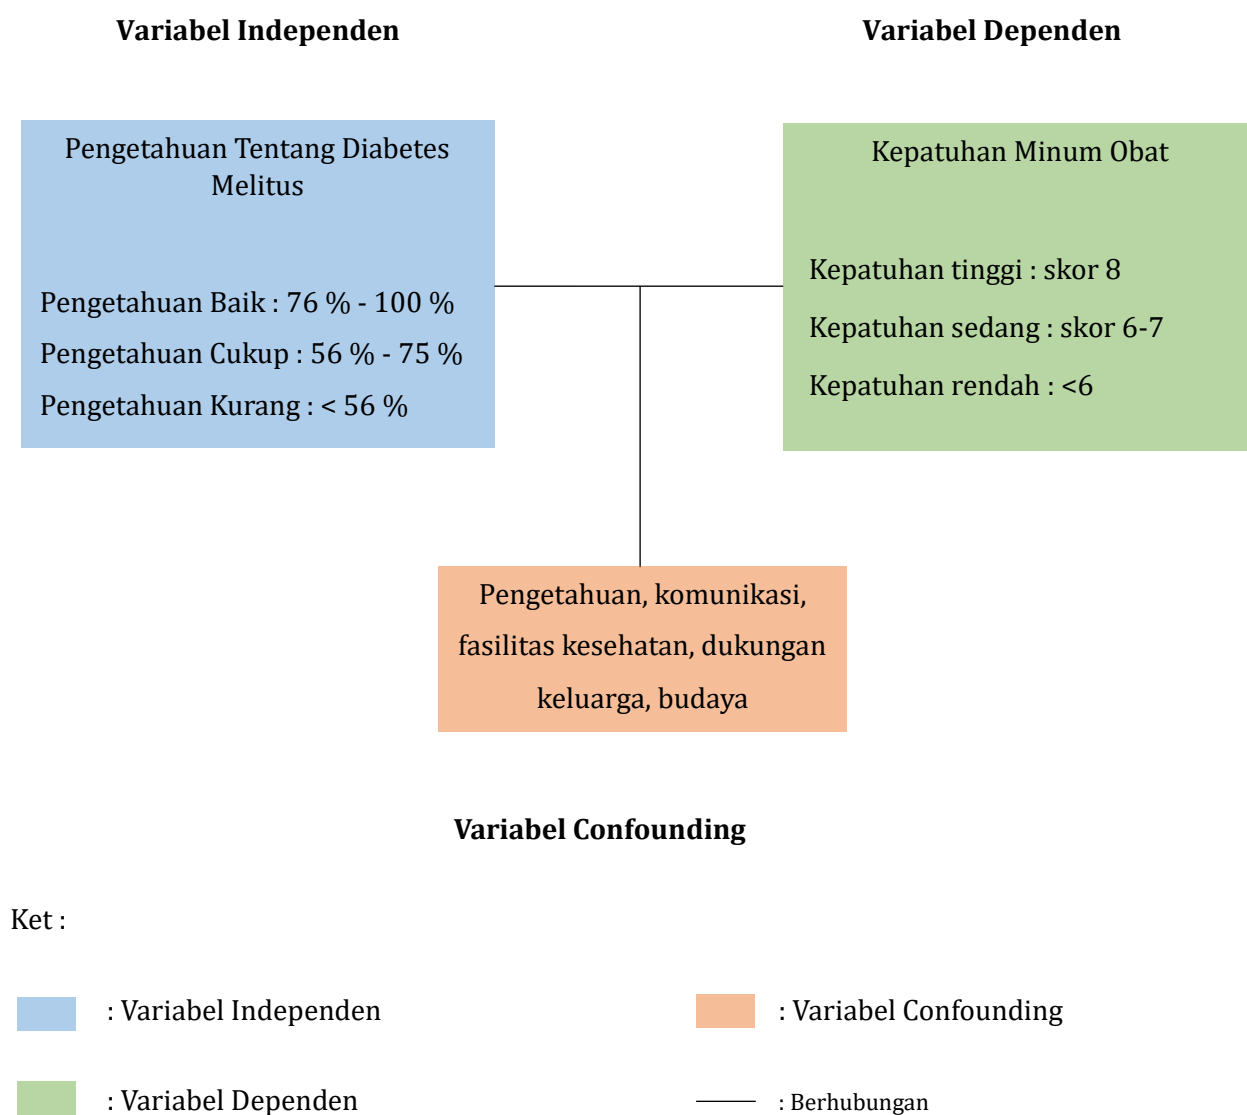 Variabel Independen
Variabel Dependen
Pengetahuan Tentang Diabetes
Melitus
Pengetahuan Baik : 76 % - 100 %
Pengetahuan Cukup : 56 % - 75 %
Pengetahuan Kurang : < 56 %
Kepatuhan Minum Obat
Kepatuhan tinggi : skor 8
Kepatuhan sedang : skor 6-7
Kepatuhan rendah : <6
Pengetahuan, komunikasi,
fasilitas kesehatan, dukungan
keluarga, budaya
Variabel Confounding
Ket :
: Variabel Independen
: Variabel Confounding
: Variabel Dependen
: Berhubungan